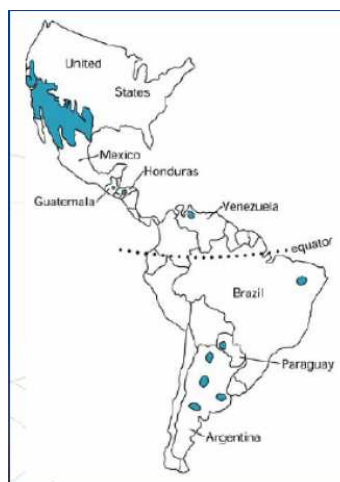 United
States
Mexico
Honduras
Guatemala
Venezuela
equator
Brazil
Paraguay
Argentina